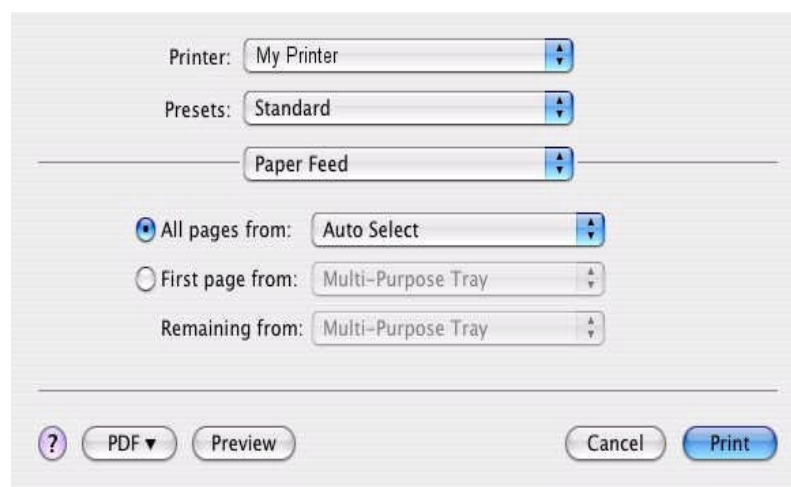 Printer: My Printer
Presets: Standard
Paper Feed
All pages from: Auto Select
First page from: Multi-Purpose Tray
Remaining from: Multi-Purpose Tray
? PDF ▼ Preview Cancel Print